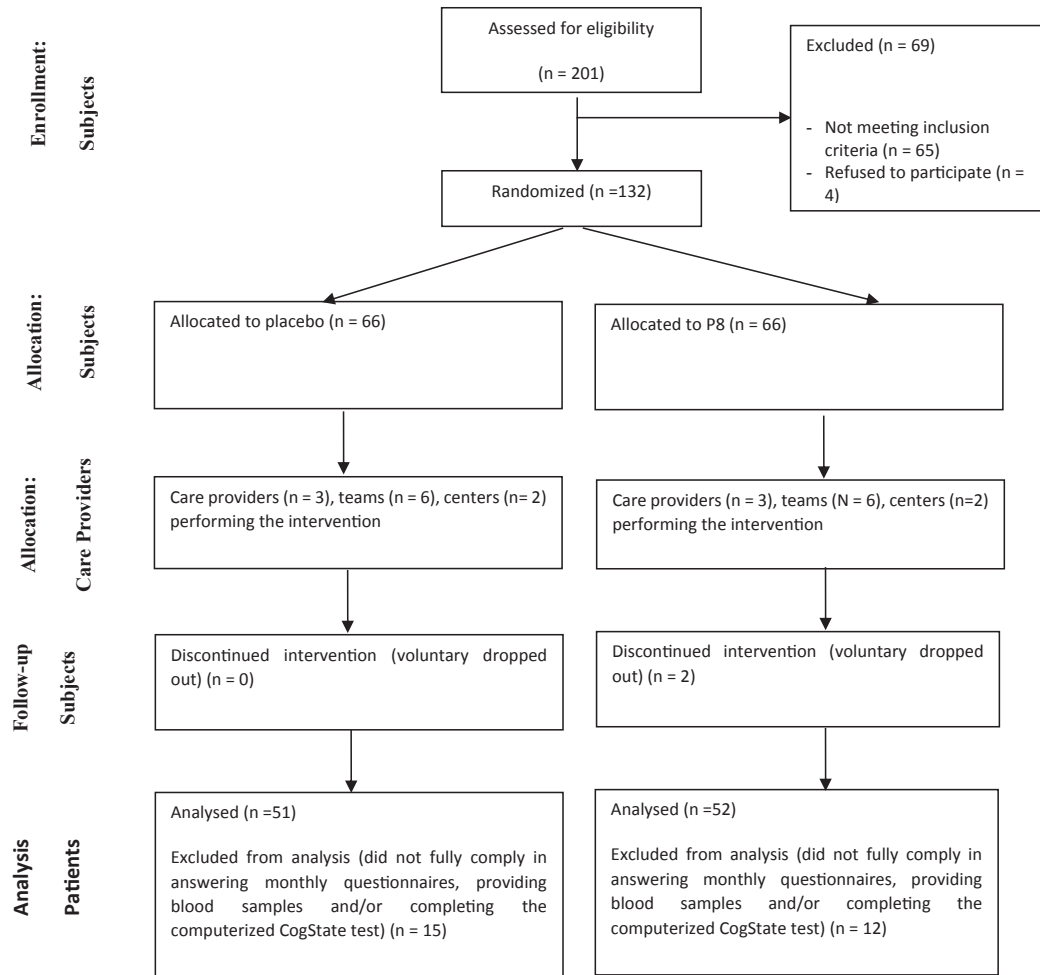 Enrollment:
Subjects
Assessed for eligibility
(n = 201)
Excluded (n = 69)
- Not meeting inclusion
criteria (n = 65)
- Refused to participate (n =
4)
Randomized (n =132)
Allocation:
Subjects
Allocated to placebo (n = 66)
Allocated to P8 (n = 66)
Allocation:
Care Providers
Care providers (n = 3), teams (n = 6), centers (n= 2)
performing the intervention
Care providers (n = 3), teams (N = 6), centers (n=2)
performing the intervention
Follow-up
Subjects
Discontinued intervention (voluntary dropped
out) (n = 0)
Discontinued intervention (voluntary dropped
out) (n = 2)
Analysis
Patients
Analysed (n =51)
Excluded from analysis (did not fully comply in
answering monthly questionnaires, providing
blood samples and/or completing the
computerized CogState test) (n = 15)
Analysed (n =52)
Excluded from analysis (did not fully comply in
answering monthly questionnaires, providing
blood samples and/or completing the
computerized CogState test) (n = 12)